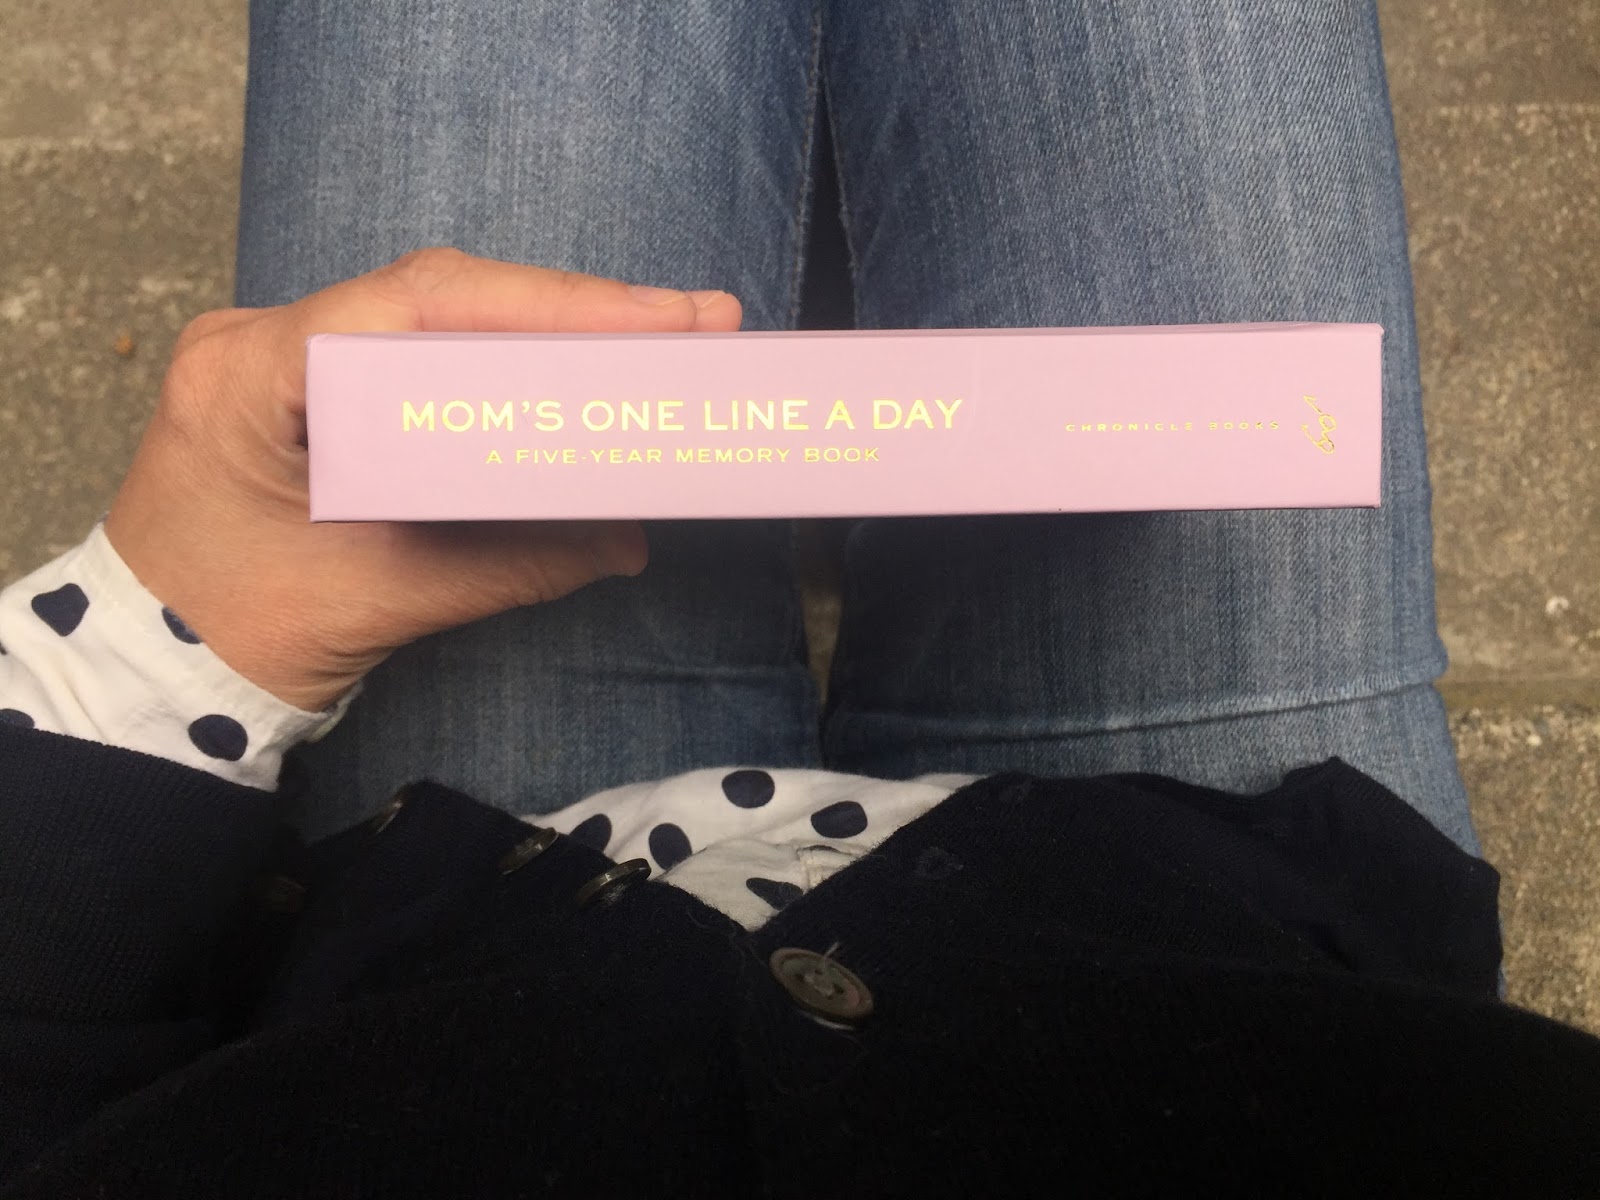 MOM'S ONE LINE A DAY
A FIVE-YEAR MEMORY BOOK
CHRONICLE BOOKS